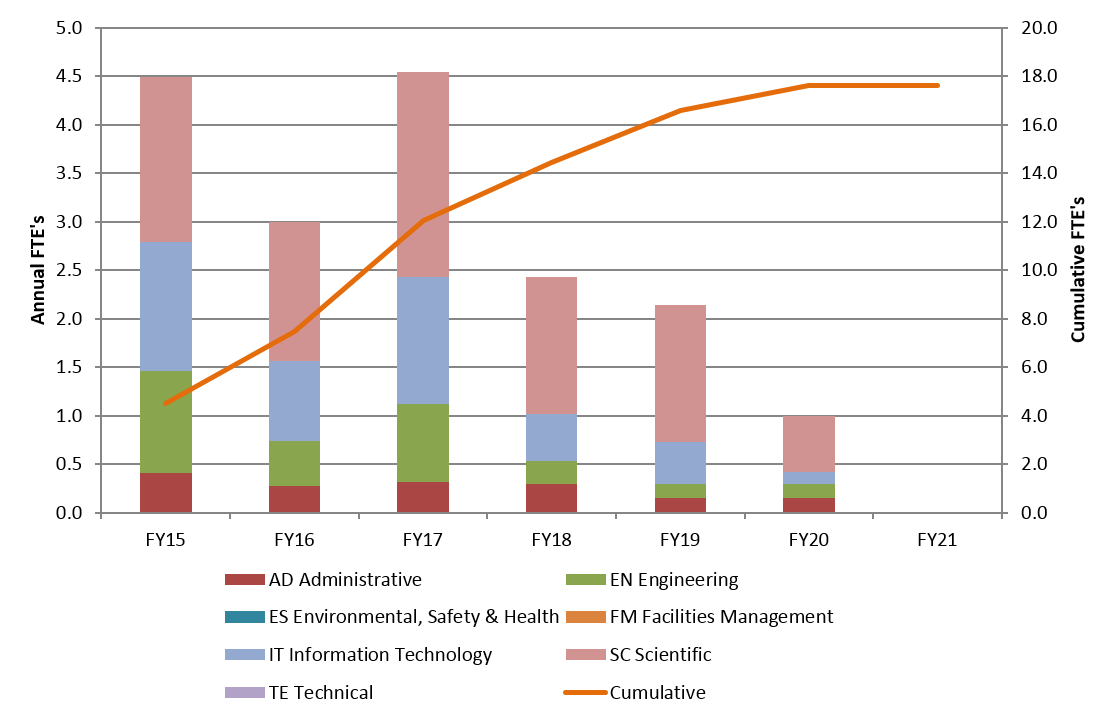 5.0 20.0
4.5 18.0
4.0 16.0
3.5 14.0
3.0 12.0
2.5 10.0
2.0 8.0
1.5 6.0
1.0 4.0
0.5 2.0
0.0 0.0
Annual FTE's
Cumulative FTE's
FY15 FY16 FY17 FY18 FY19 FY20 FY21
AD Administrative EN Engineering
ES Environmental, Safety & Health FM Facilities Management
IT Information Technology SC Scientific
TE Technical Cumulative